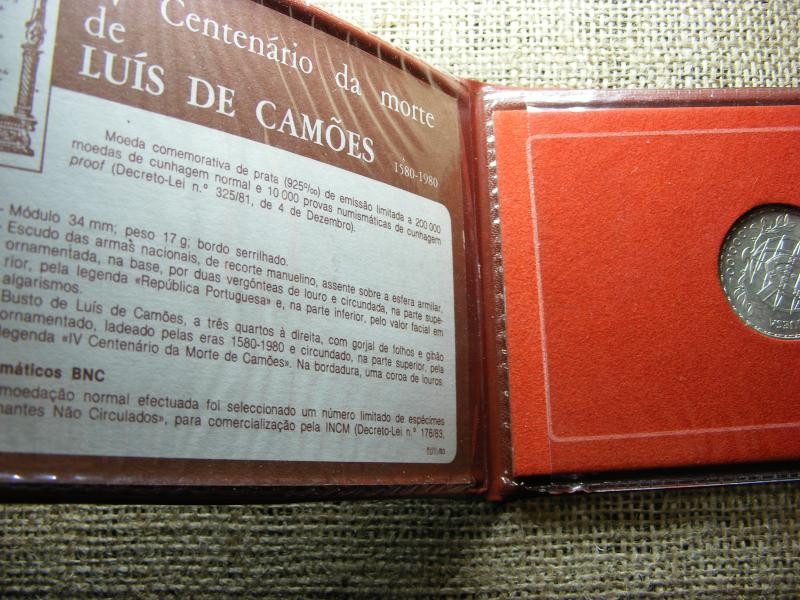 Centenário da morte
de
LUÍS DE CAMÕES
1580-1980
Moeda comemorativa de prata (925‰) de emissão limitada a 200 000
moedas de cunhagem normal e 10 000 provas numismáticas de cunhagem
proof (Decreto-Lei n.º 325/81, de 4 de Dezembro).
- Módulo 34 mm; peso 17 g; bordo serrilhado.
- Escudo das armas nacionais, de recorte manuelino, assente sobre a esfera armilar,
ornamentada, na base, por duas vergônteas de louro e circundada, na parte supe-
rior, pela legenda «República Portuguesa» e, na parte inferior, pelo valor facial em
algarismos.
Busto de Luís de Camões, a três quartos à direita, com gorjal de folhos e gibão
ornamentado, ladeado pelas eras 1580-1980 e circundado, na parte superior, pela
legenda «IV Centenário da Morte de Camões». Na bordadura, uma coroa de louros.
máticos BNC
moedação normal efectuada foi seleccionado um número limitado de espécimes
nantes Não Circulados», para comercialização pela INCM (Decreto-Lei n.º 176/83,